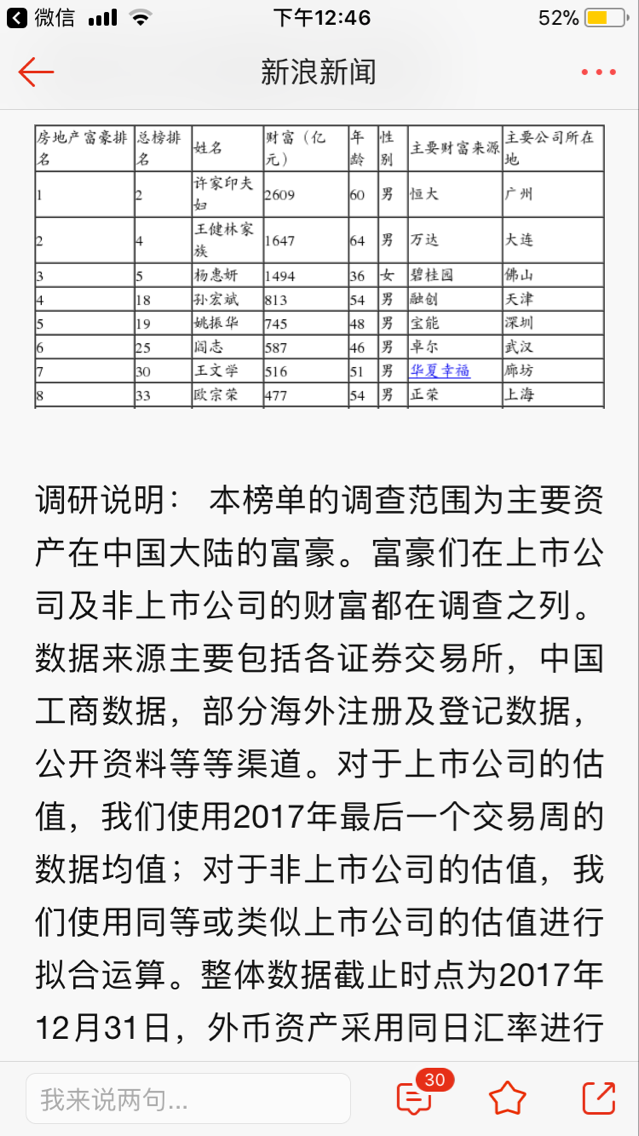 微信 下午12:46 52%
新浪新闻
房地产富豪排名 总榜排名 姓名 财富（亿元） 年龄 性别 主要财富来源 主要公司所在地
1 2 许家印夫妇 2609 60 男 恒大 广州
2 4 王健林家族 1647 64 男 万达 大连
3 5 杨惠妍 1494 36 女 碧桂园 佛山
4 18 孙宏斌 813 54 男 融创 天津
5 19 姚振华 745 48 男 宝能 深圳
6 25 阎志 587 46 男 卓尔 武汉
7 30 王文学 516 51 男 华夏幸福 廊坊
8 33 欧宗荣 477 54 男 正荣 上海
调研说明： 本榜单的调查范围为主要资
产在中国大陆的富豪。富豪们在上市公
司及非上市公司的财富都在调查之列。
数据来源主要包括各证券交易所，中国
工商数据，部分海外注册及登记数据，
公开资料等等渠道。对于上市公司的估
值，我们使用2017年最后一个交易周的
数据均值；对于非上市公司的估值，我
们使用同等或类似上市公司的估值进行
拟合运算。整体数据截止时点为2017年
12月31日，外币资产采用同日汇率进行
我来说两句... 30